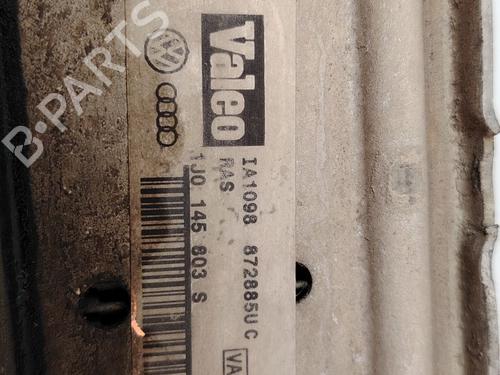 Valeo
IA1098 872885UC
RAS
1J0 145 803 S
VA
B-PARTS